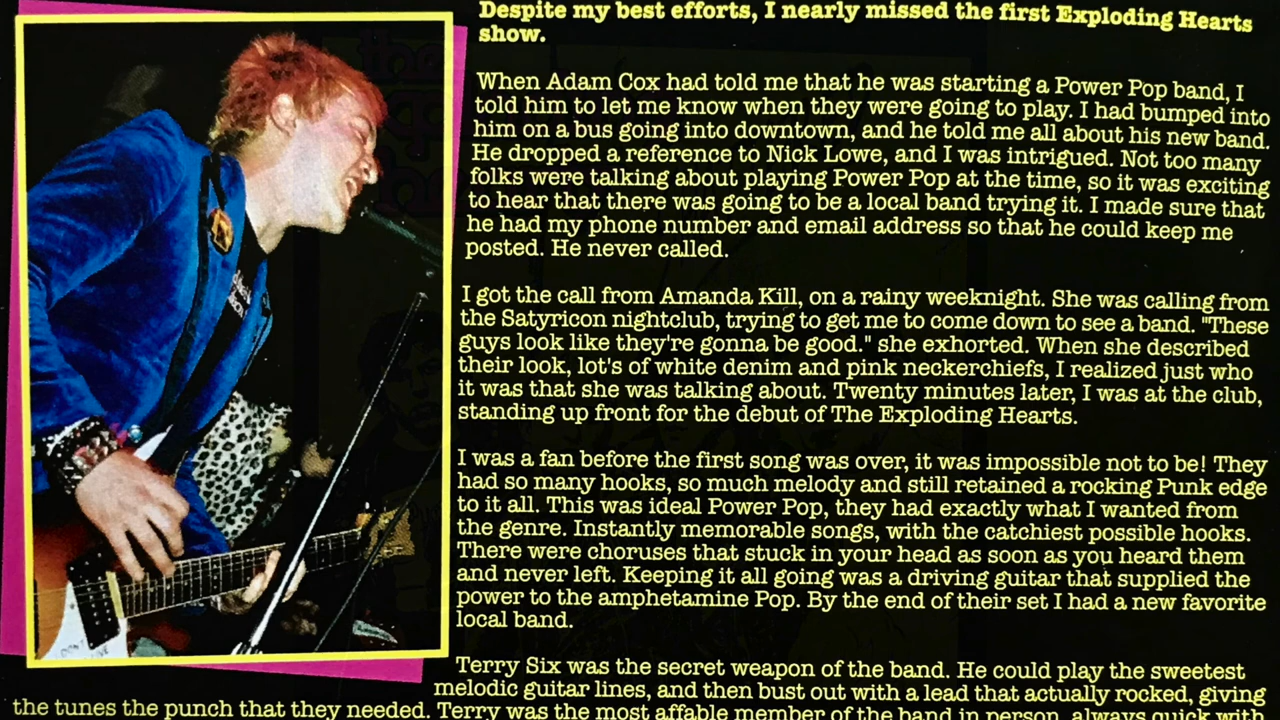 Despite my best efforts, I nearly missed the first Exploding Hearts
show.
When Adam Cox had told me that he was starting a Power Pop band, I
told him to let me know when they were going to play. I had bumped into
him on a bus going into downtown, and he told me all about his new band.
He dropped a reference to Nick Lowe, and I was intrigued. Not too many
folks were talking about playing Power Pop at the time, so it was exciting
to hear that there was going to be a local band trying it. I made sure that
he had my phone number and email address so that he could keep me
posted. He never called.
I got the call from Amanda Kill, on a rainy weeknight. She was calling from
the Satyricon nightclub, trying to get me to come down to see a band. "These
guys look like they're gonna be good." she exhorted. When she described
their look, lot's of white denim and pink neckerchiefs, I realized just who
it was that she was talking about. Twenty minutes later, I was at the club,
standing up front for the debut of The Exploding Hearts.
I was a fan before the first song was over, it was impossible not to be! They
had so many hooks, so much melody and still retained a rocking Punk edge
to it all. This was ideal Power Pop, they had exactly what I wanted from
the genre. Instantly memorable songs, with the catchiest possible hooks.
There were choruses that stuck in your head as soon as you heard them
and never left. Keeping it all going was a driving guitar that supplied the
power to the amphetamine Pop. By the end of their set I had a new favorite
local band.
Terry Six was the secret weapon of the band. He could play the sweetest
melodic guitar lines, and then bust out with a lead that actually rocked, giving
the tunes the punch that they needed. Terry was the most affable member of the band in person, always quick with